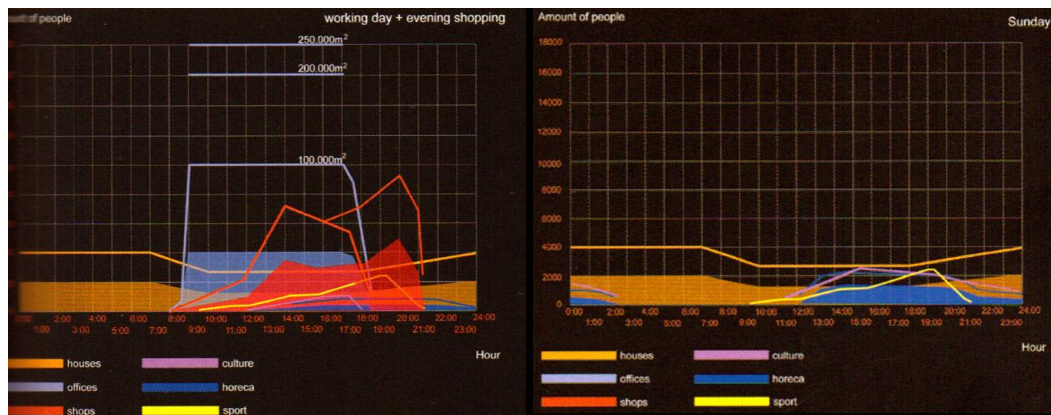 Amount of people
working day + evening shopping
250.000m²
200.000m²
100.000m²
2:00 4:00 6:00 8:00 10:00 12:00 14:00 16:00 18:00 20:00 22:00 24:00
1:00 3:00 5:00 7:00 9:00 11:00 13:00 15:00 17:00 19:00 21:00 23:00
Hour
houses
culture
offices
horeca
shops
sport
Amount of people
Sunday
18000
16000
14000
12000
10000
8000
6000
4000
2000
0
0:00 2:00 4:00 6:00 8:00 10:00 12:00 14:00 16:00 18:00 20:00 22:00 24:00
1:00 3:00 5:00 7:00 9:00 11:00 13:00 15:00 17:00 19:00 21:00 23:00
Hour
houses
culture
offices
horeca
shops
sport